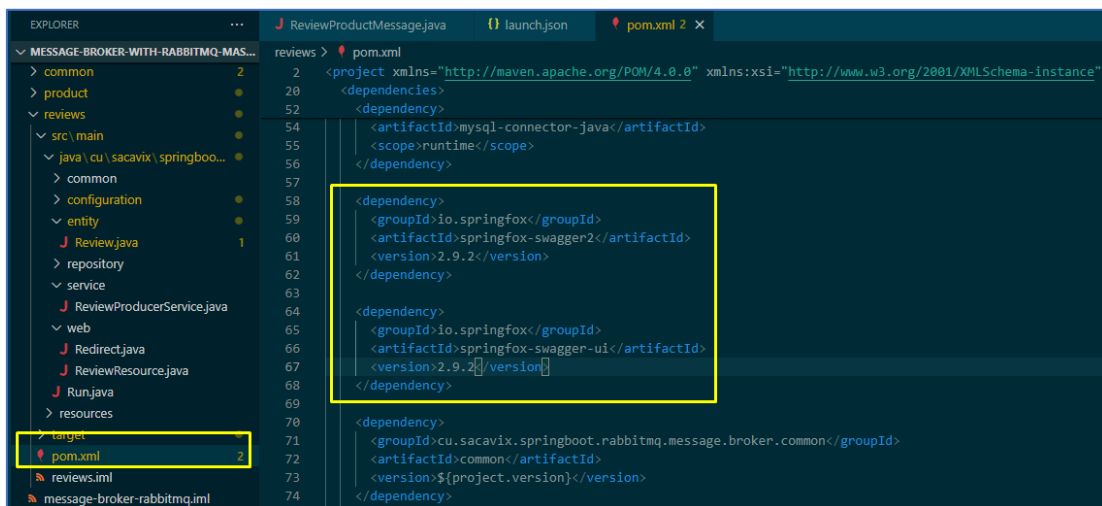 EXPLORER ...
MESSAGE-BROKER-WITH-RABBITMQ-MAS...
common 2
product
reviews
src\main
java\cu\sacavix\springboo...
common
configuration
entity
J Review.java 1
repository
service
J ReviewProducerService.java
web
J Redirect.java
J ReviewResource.java
J Run.java
resources
target
pom.xml 2
reviews.iml
message-broker-rabbitmq.iml
J ReviewProductMessage.java {} launch.json pom.xml 2 ×
reviews > pom.xml
2 <project xmlns="http://maven.apache.org/POM/4.0.0" xmlns:xsi="http://www.w3.org/2001/XMLSchema-instance"
20 <dependencies>
52 <dependency>
54 <artifactId>mysql-connector-java</artifactId>
55 <scope>runtime</scope>
56 </dependency>
57
58 <dependency>
59 <groupId>io.springfox</groupId>
60 <artifactId>springfox-swagger2</artifactId>
61 <version>2.9.2</version>
62 </dependency>
63
64 <dependency>
65 <groupId>io.springfox</groupId>
66 <artifactId>springfox-swagger-ui</artifactId>
67 <version>2.9.2</version>
68 </dependency>
69
70 <dependency>
71 <groupId>cu.sacavix.springboot.rabbitmq.message.broker.common</groupId>
72 <artifactId>common</artifactId>
73 <version>${project.version}</version>
74 </dependency>